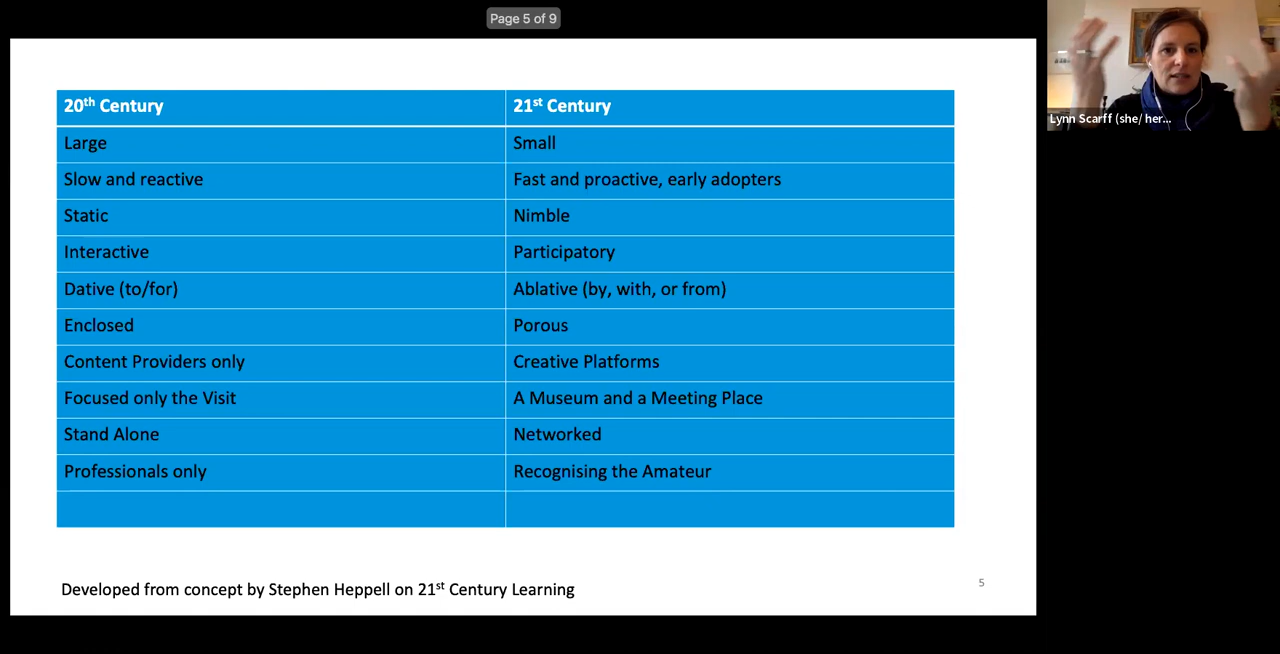 Page 5 of 9
20th Century 21st Century
Large Small
Slow and reactive Fast and proactive, early adopters
Static Nimble
Interactive Participatory
Dative (to/for) Ablative (by, with, or from)
Enclosed Porous
Content Providers only Creative Platforms
Focused only the Visit A Museum and a Meeting Place
Stand Alone Networked
Professionals only Recognising the Amateur
Developed from concept by Stephen Heppell on 21st Century Learning
5
Lynn Scarff (she/ her...